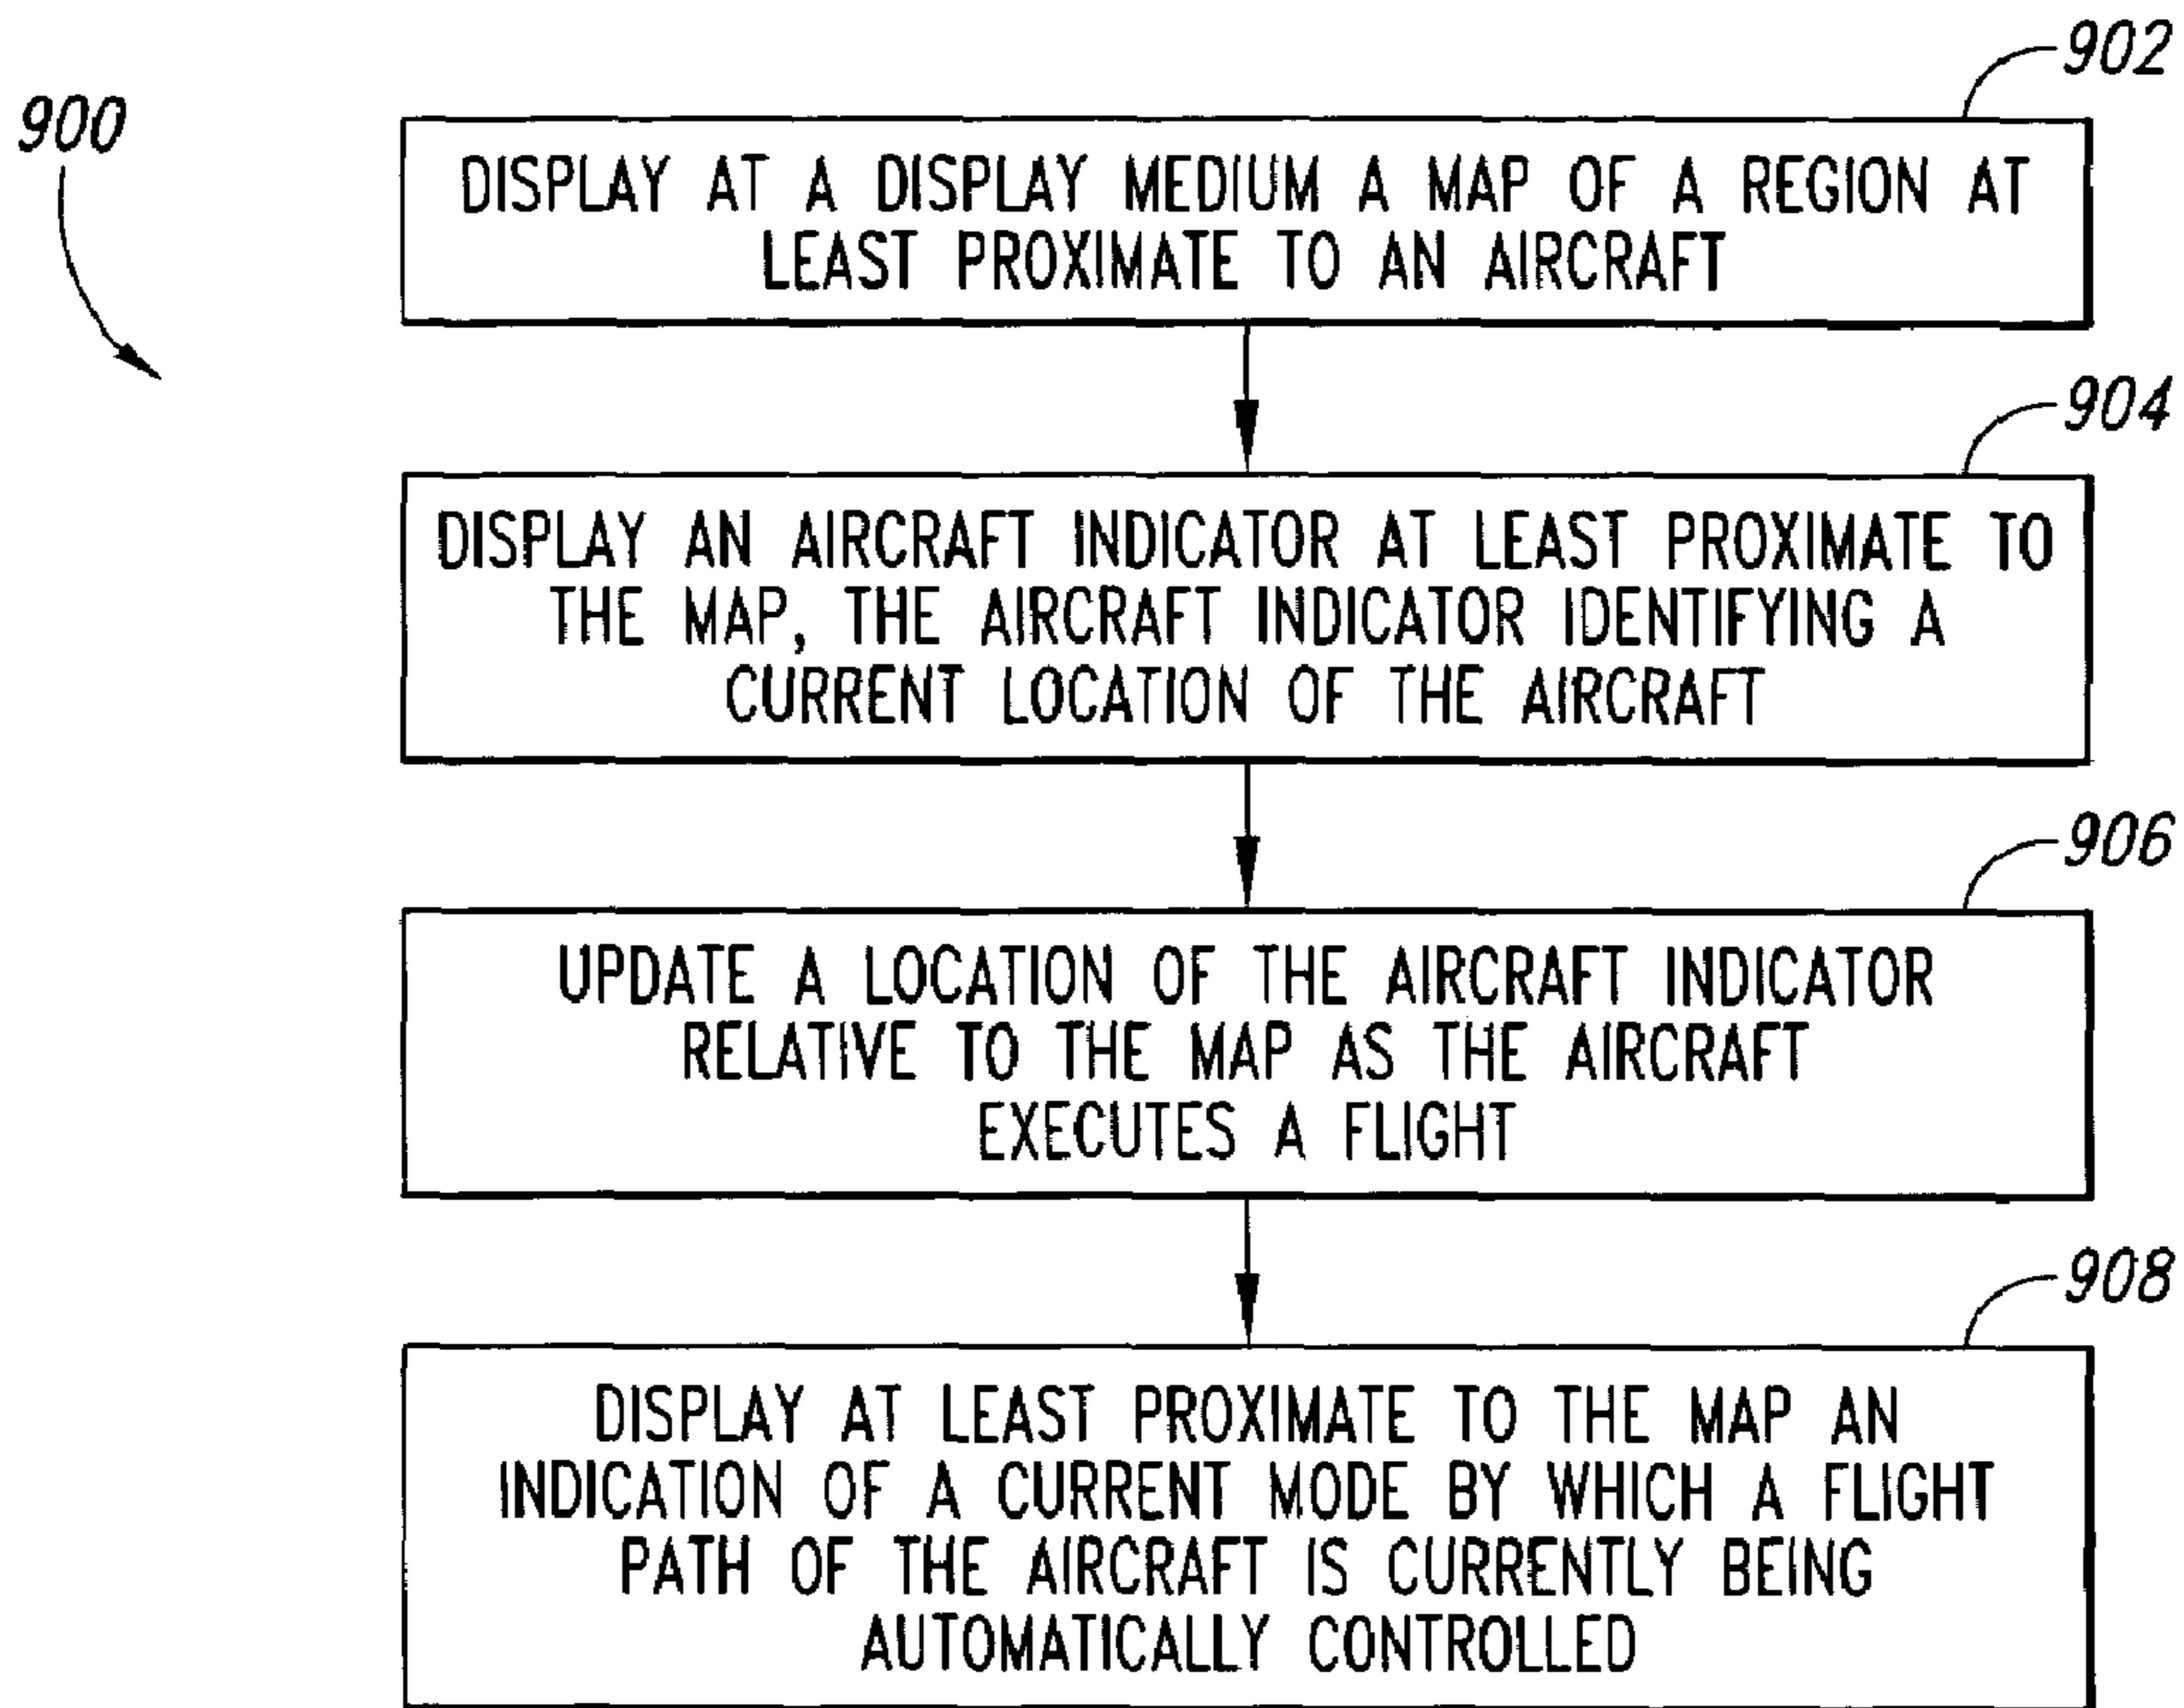 900
902
DISPLAY AT A DISPLAY MEDIUM A MAP OF A REGION AT
LEAST PROXIMATE TO AN AIRCRAFT
904
DISPLAY AN AIRCRAFT INDICATOR AT LEAST PROXIMATE TO
THE MAP, THE AIRCRAFT INDICATOR IDENTIFYING A
CURRENT LOCATION OF THE AIRCRAFT
906
UPDATE A LOCATION OF THE AIRCRAFT INDICATOR
RELATIVE TO THE MAP AS THE AIRCRAFT
EXECUTES A FLIGHT
908
DISPLAY AT LEAST PROXIMATE TO THE MAP AN
INDICATION OF A CURRENT MODE BY WHICH A FLIGHT
PATH OF THE AIRCRAFT IS CURRENTLY BEING
AUTOMATICALLY CONTROLLED